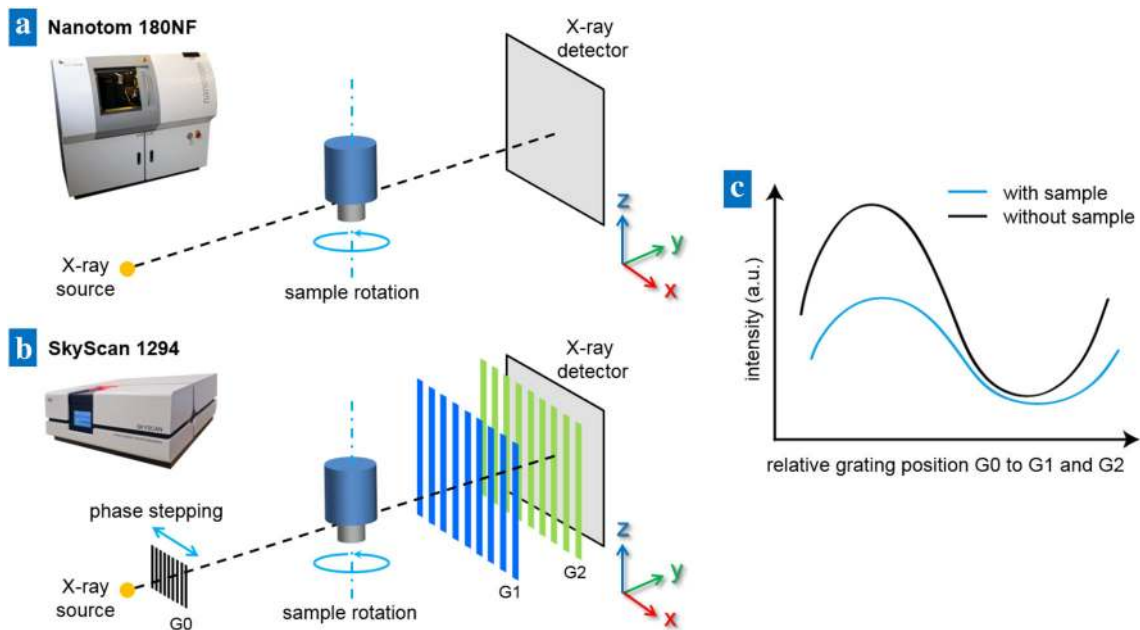 a Nanotom 180NF
X-ray
detector
X-ray
source
sample rotation
z
y
x
b SkyScan 1294
SKYSCAN
X-ray
detector
phase stepping
X-ray
source
G0
sample rotation
G1
G2
z
y
x
c
with sample
without sample
intensity (a.u.)
relative grating position G0 to G1 and G2